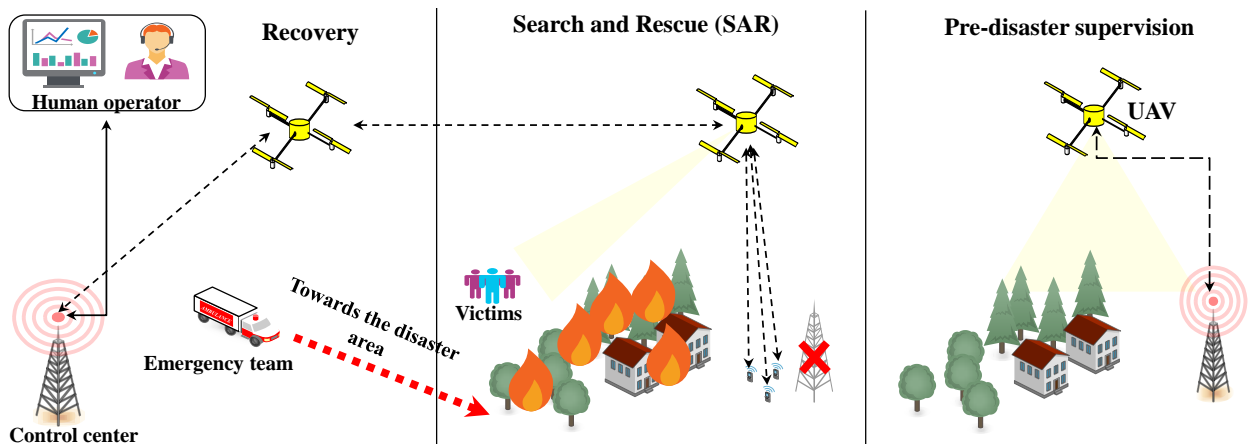 Recovery
Search and Rescue (SAR)
Pre-disaster supervision
Human operator
UAV
Towards the disaster
area
Victims
AMBULANCE
Emergency team
Control center